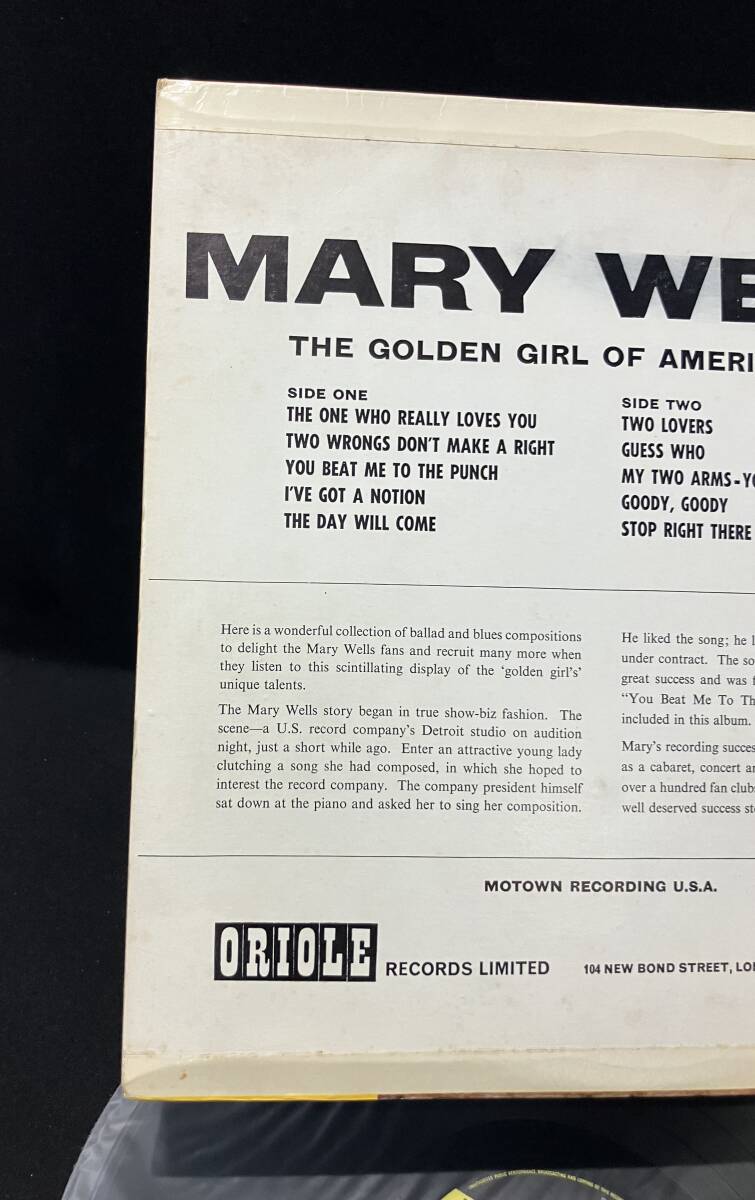 MARY WE
THE GOLDEN GIRL OF AMERI
SIDE ONE
THE ONE WHO REALLY LOVES YOU
TWO WRONGS DON'T MAKE A RIGHT
YOU BEAT ME TO THE PUNCH
I'VE GOT A NOTION
THE DAY WILL COME
SIDE TWO
TWO LOVERS
GUESS WHO
MY TWO ARMS-YO
GOODY, GOODY
STOP RIGHT THERE
Here is a wonderful collection of ballad and blues compositions
to delight the Mary Wells fans and recruit many more when
they listen to this scintillating display of the 'golden girl's'
unique talents.
The Mary Wells story began in true show-biz fashion. The
scene—a U.S. record company's Detroit studio on audition
night, just a short while ago. Enter an attractive young lady
clutching a song she had composed, in which she hoped to
interest the record company. The company president himself
sat down at the piano and asked her to sing her composition.
He liked the song; he l
under contract. The so
great success and was f
"You Beat Me To Th
included in this album.
Mary's recording succes
as a cabaret, concert an
over a hundred fan club
well deserved success st
MOTOWN RECORDING U.S.A.
ORIOLE RECORDS LIMITED 104 NEW BOND STREET, LO